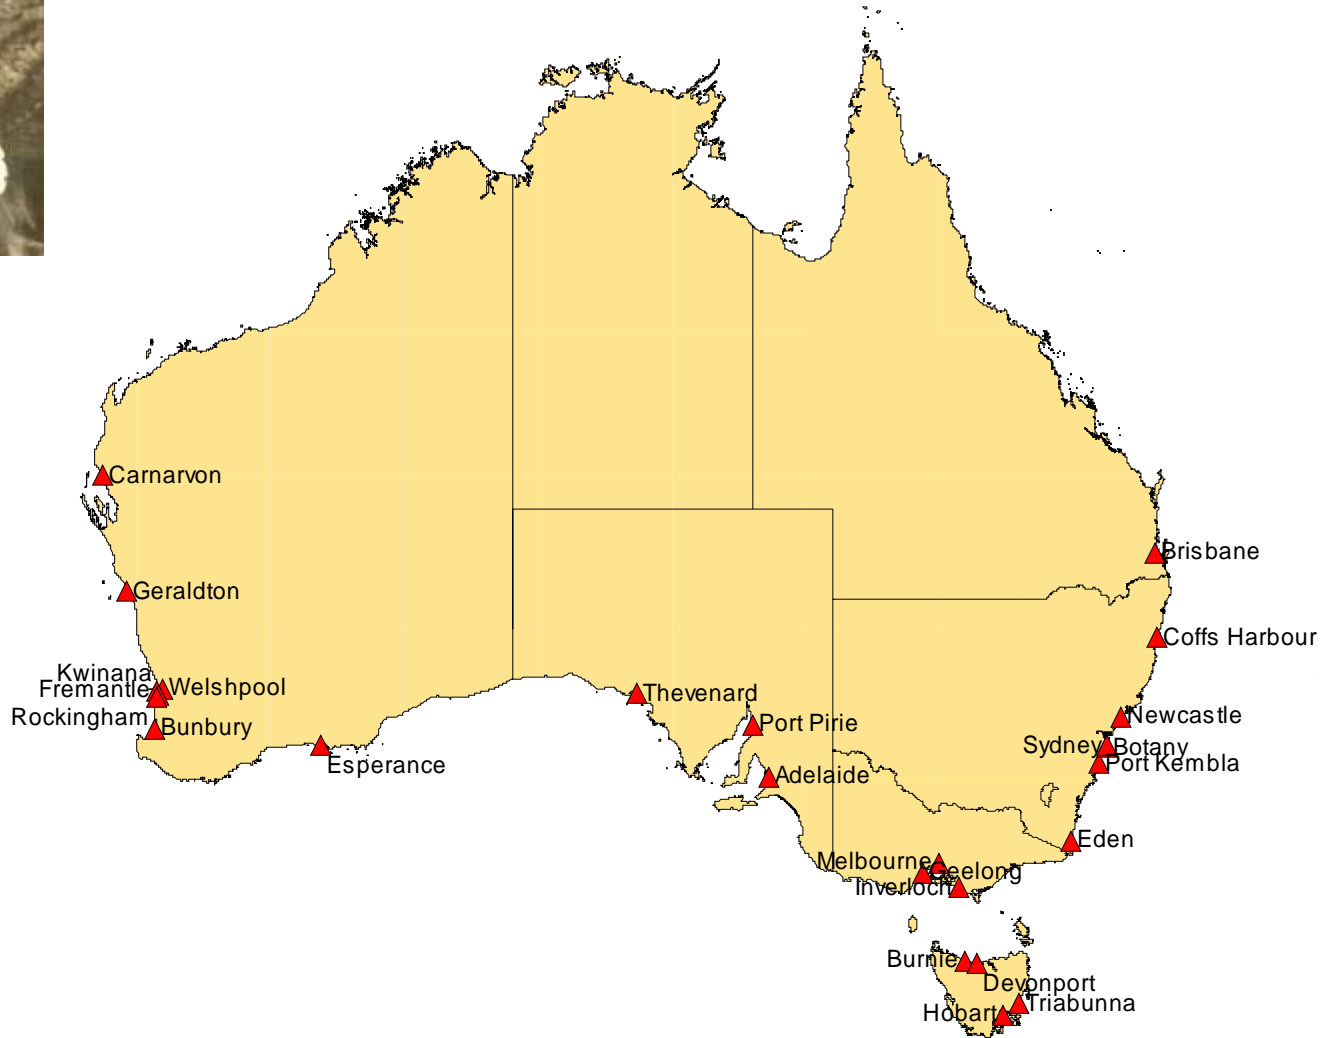 Carnarvon
Brisbane
Geraldton
Coffs Harbour
Kwinana
Welshpool
Fremantle
Thevenard
Rockingham
Newcastle
Port Pirie
Bunbury
Sydney
Botany
Esperance
Port Kembla
Adelaide
Eden
Melbourne
Geelong
Inverloch
Burnie
Devonport
Triabunna
Hobart